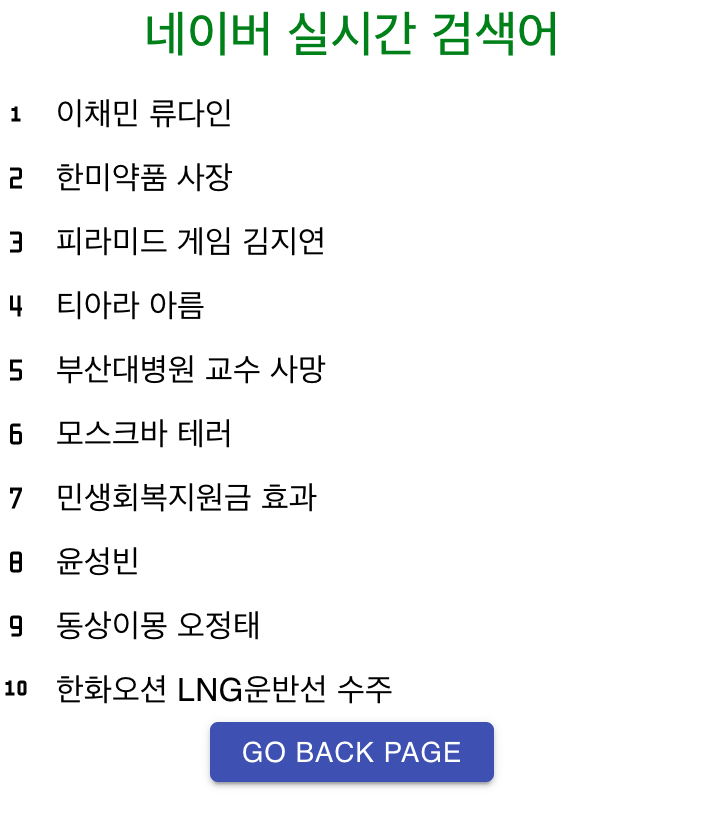 네이버 실시간 검색어
1 이채민 류다인
2 한미약품 사장
3 피라미드 게임 김지연
4 티아라 아름
5 부산대병원 교수 사망
6 모스크바 테러
7 민생회복지원금 효과
8 윤성빈
9 동상이몽 오정태
10 한화오션 LNG운반선 수주
GO BACK PAGE